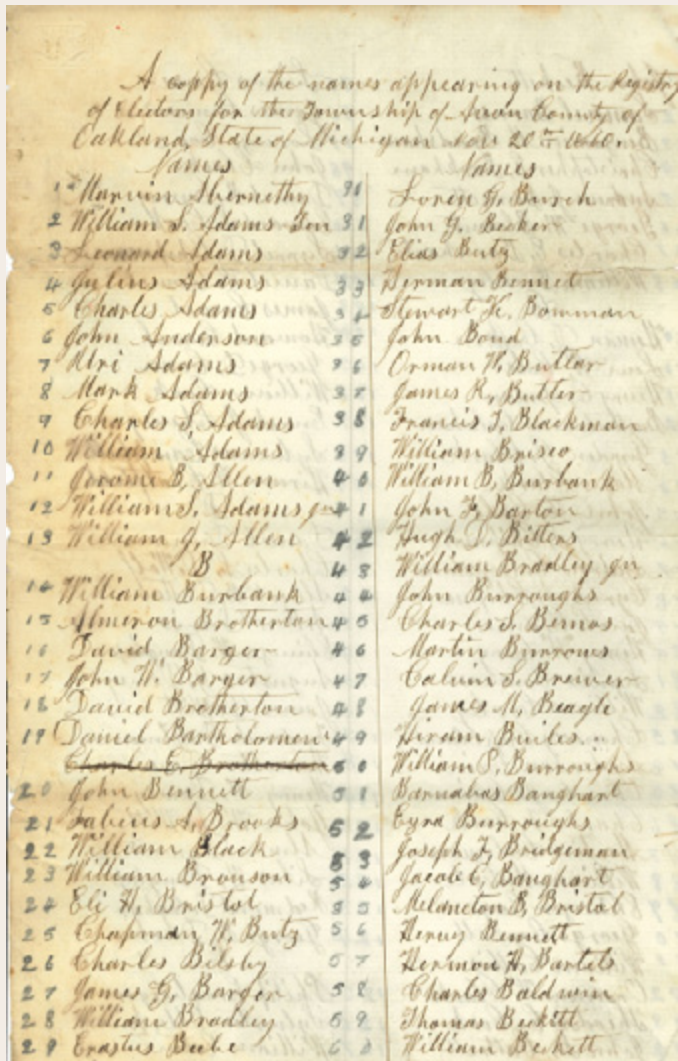 A coppy of the names appearing on the Registry
of Electors for the Township of Avon County of
Oakland, State of Michigan Nov 20th 1860.
Names
1 Marvin Abernethy
2 William S. Adams Sen
3 Leonard Adams
4 Julius Adams
5 Charles Adams
6 John Anderson
7 Uri Adams
8 Mark Adams
9 Charles S. Adams
10 William Adams
11 Jerome B, Allen
12 William S. Adams jr
13 William J, Allen
B
14 William Burbank
15 Almeron Brotherton
16 David Barger
17 John W. Barger
18 David Brotherton
19 Daniel Bartholomew
Charles C, Brotherton
20 John Bennett
21 Fabius A, Brooks
22 William Black
23 William Bronson
24 Eli H, Bristol
25 Chapman W, Butz
26 Charles Bilsby
27 James G, Barger
28 William Bradley
29 Erastus Beebe
Names
30 Loren G, Burch
31 John G, Becker
32 Elias Butz
33 Herman Bennet
34 Stewart K. Bowman
35 John Bond
36 Orman H, Butler
37 James R, Butler
38 Francis J, Blackman
39 William Brisco
40 William B, Burbank
41 John F, Barton
42 Hugh Bitters
43 William Bradley jr
44 John Burroughs
45 Charles S. Bemos
46 Martin Burrows
47 Calvin S. Brewer
48 James M, Beagle
49 Hiram
50 William S, Burroughs
51 Barnabas Banghart
52 Ezra Burroughs
53 Joseph F, Bridgeman
54 Jacob C, Banghart
55 Melancton B, Bristol
56 Hervy Bennett
57 Hermon H, Bartels
58 Charles Baldwin
59 Thomas Beckett
60 William Beckett